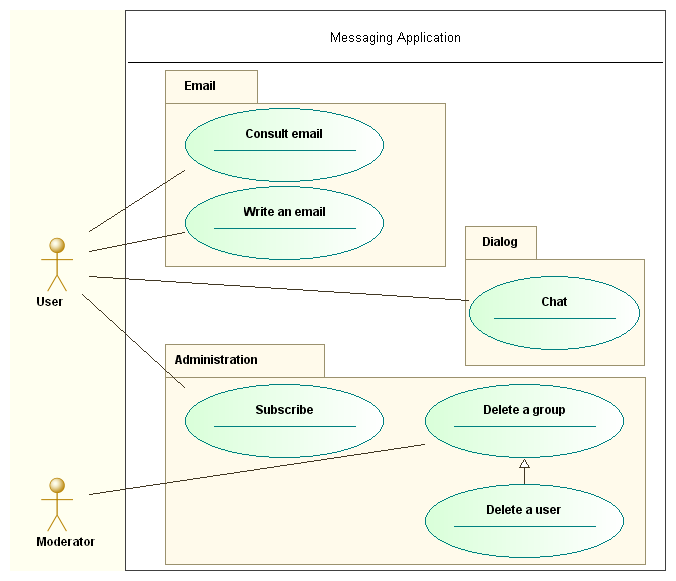 Messaging Application
Email
Consult email
Write an email
Dialog
Chat
User
Administration
Subscribe
Delete a group
Delete a user
Moderator